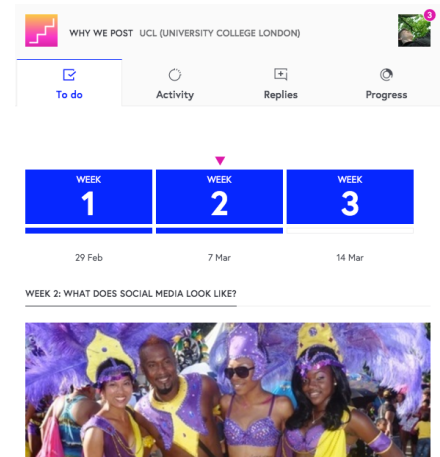 3
WHY WE POST UCL (UNIVERSITY COLLEGE LONDON)
To do Activity Replies Progress
WEEK WEEK WEEK
1 2 3
29 Feb 7 Mar 14 Mar
WEEK 2: WHAT DOES SOCIAL MEDIA LOOK LIKE?